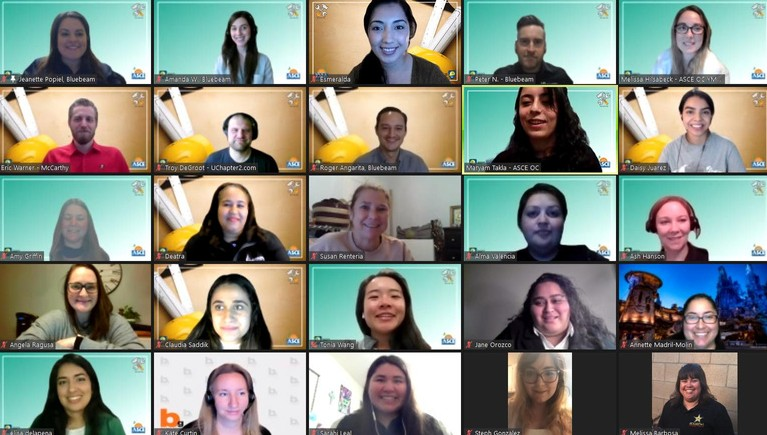 Jeanette Popiel, Bluebeam
Amanda W. Bluebeam
Esmeralda
Peter N. - Bluebeam
Melissa Hilsabeck - ASCE OC YM...
Eric Warner - McCarthy
Troy DeGroot - UChapter2.com
Roger Angarita, Bluebeam
Maryam Takla - ASCE OC
Daisy Juarez
Amy Griffin
Deatra
Susan Renteria
Alma Valencia
Ash Hanson
Angela Ragusa
Claudia Saddik
Tonia Wang
Jane Orozco
Annette Madril-Molin
elise delapena
Kate Curtin
Sarahi Leal
Steph Gonzalez
Melissa Barbosa
ASCE